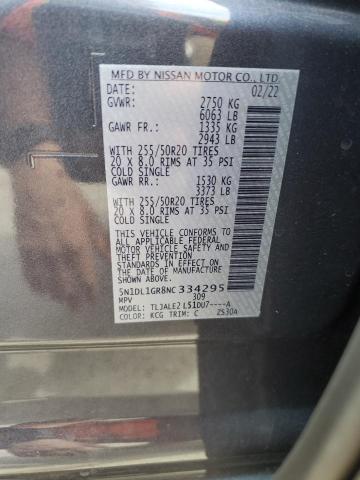 MFD BY NISSAN MOTOR CO., LTD.
DATE: 02/22
GVWR: 2750 KG
6063 LB
GAWR FR.: 1335 KG
2943 LB
WITH 255/50R20 TIRES
20 X 8.0 RIMS AT 35 PSI
COLD SINGLE
GAWR RR.: 1530 KG
3373 LB
WITH 255/50R20 TIRES
20 X 8.0 RIMS AT 35 PSI
COLD SINGLE
THIS VEHICLE CONFORMS TO ALL
APPLICABLE FEDERAL MOTOR
VEHICLE SAFETY AND
THEFT PREVENTION
STANDARDS IN EFFECT ON THE
DATE OF MANUFACTURE
SHOWN ABOVE
5N1DL1GR8NC334295
MPV 309
MODEL: TLJALE2 L51DU7----A
COLOR: KCG TRIM: C 2S30A